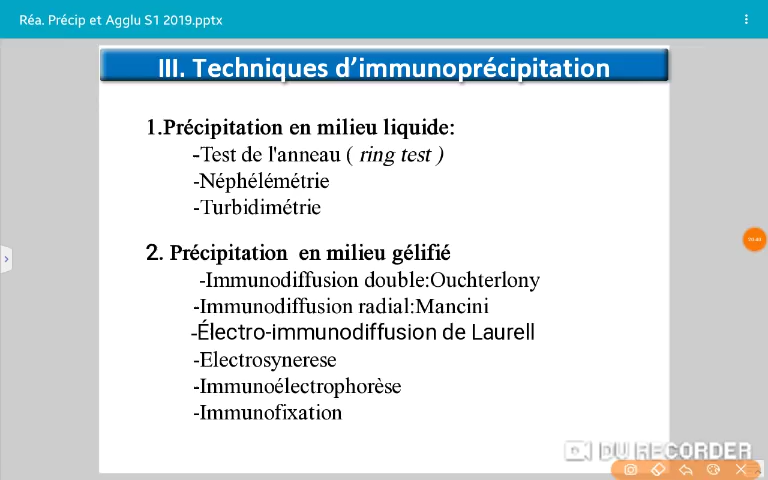 Réa. Précip et Agglu S1 2019.pptx
III. Techniques d'immunoprécipitation
1.Précipitation en milieu liquide:
-Test de l'anneau ( ring test )
-Néphélémétrie
-Turbidimétrie
2. Précipitation en milieu gélifié
-Immunodiffusion double:Ouchterlony
-Immunodiffusion radial:Mancini
-Électro-immunodiffusion de Laurell
-Electrosynerese
-Immunoélectrophorèse
-Immunofixation
DU RECORDER